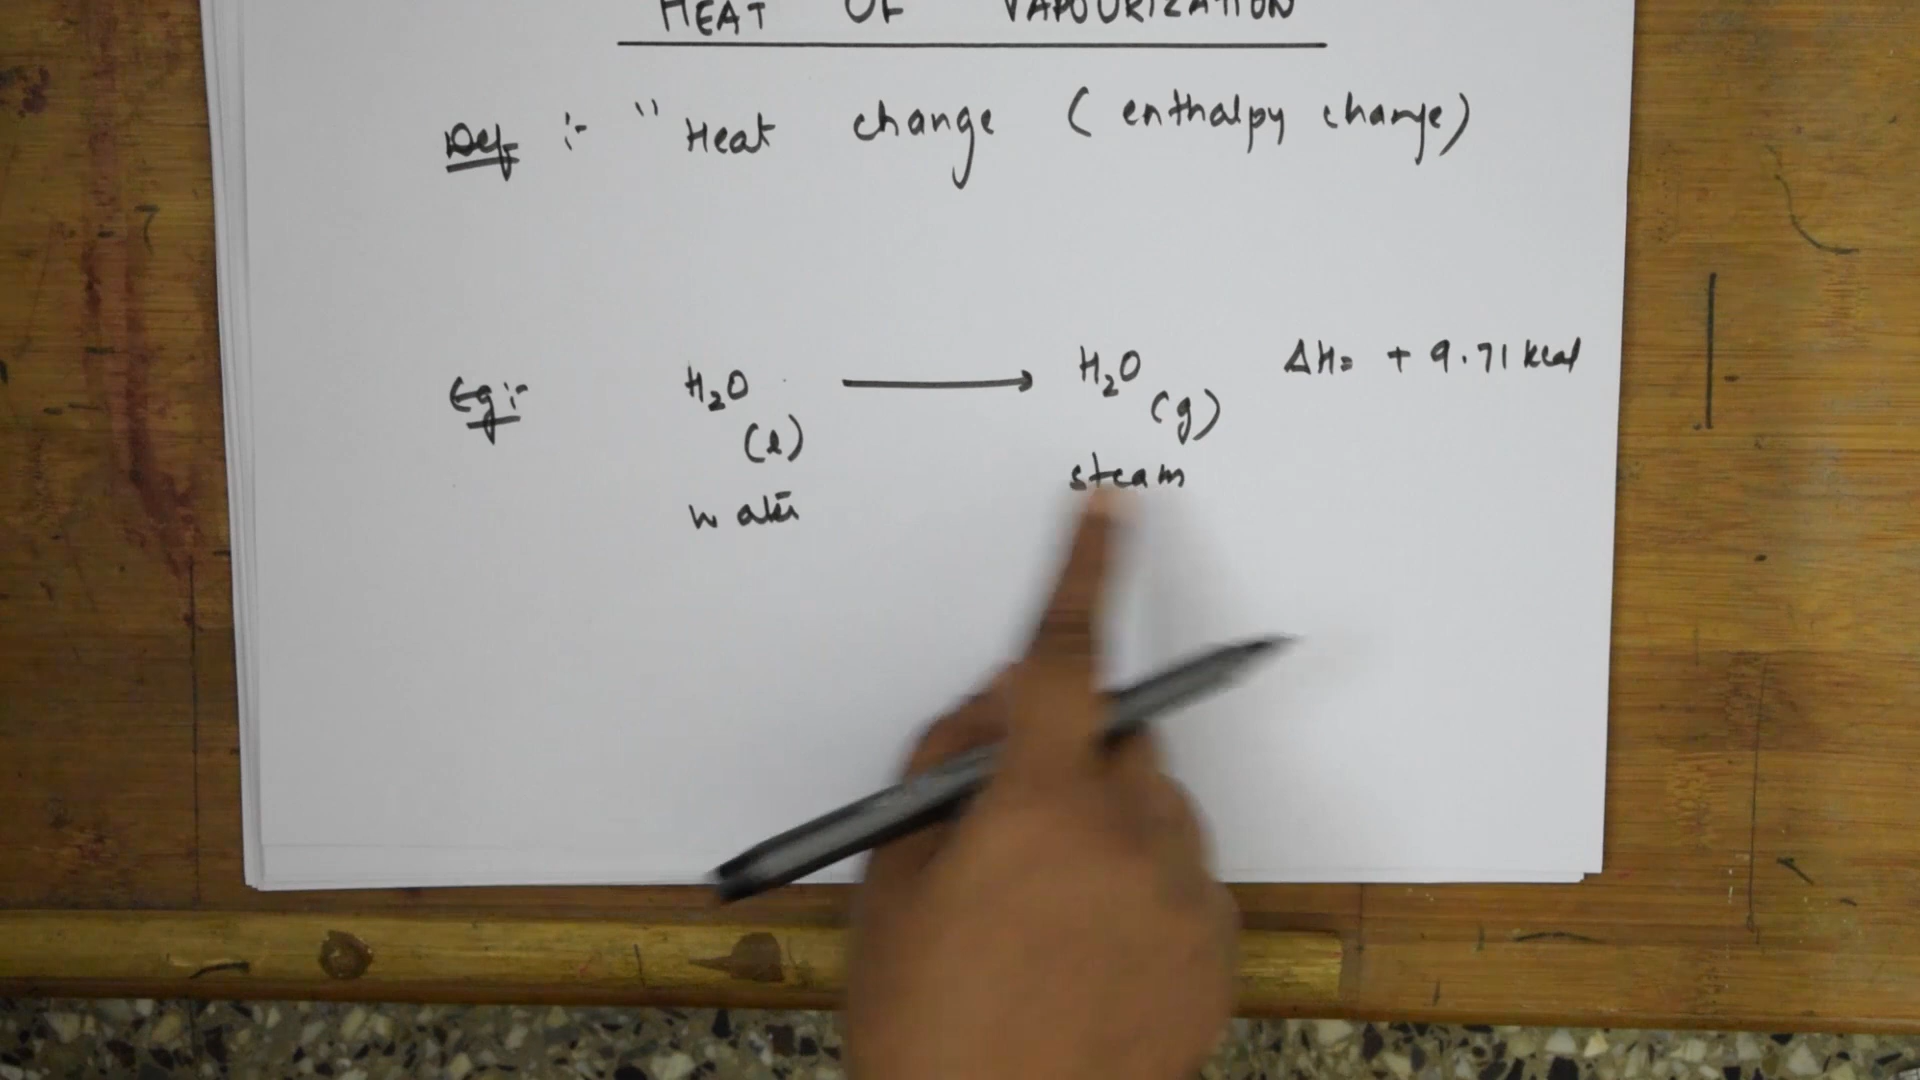 HEAT OF VAPOURIZATION
Def :- " Heat change (enthalpy change)
Eg:- H₂O (l) ⟶ H₂O (g) ΔH= + 9.71 kcal
water steam